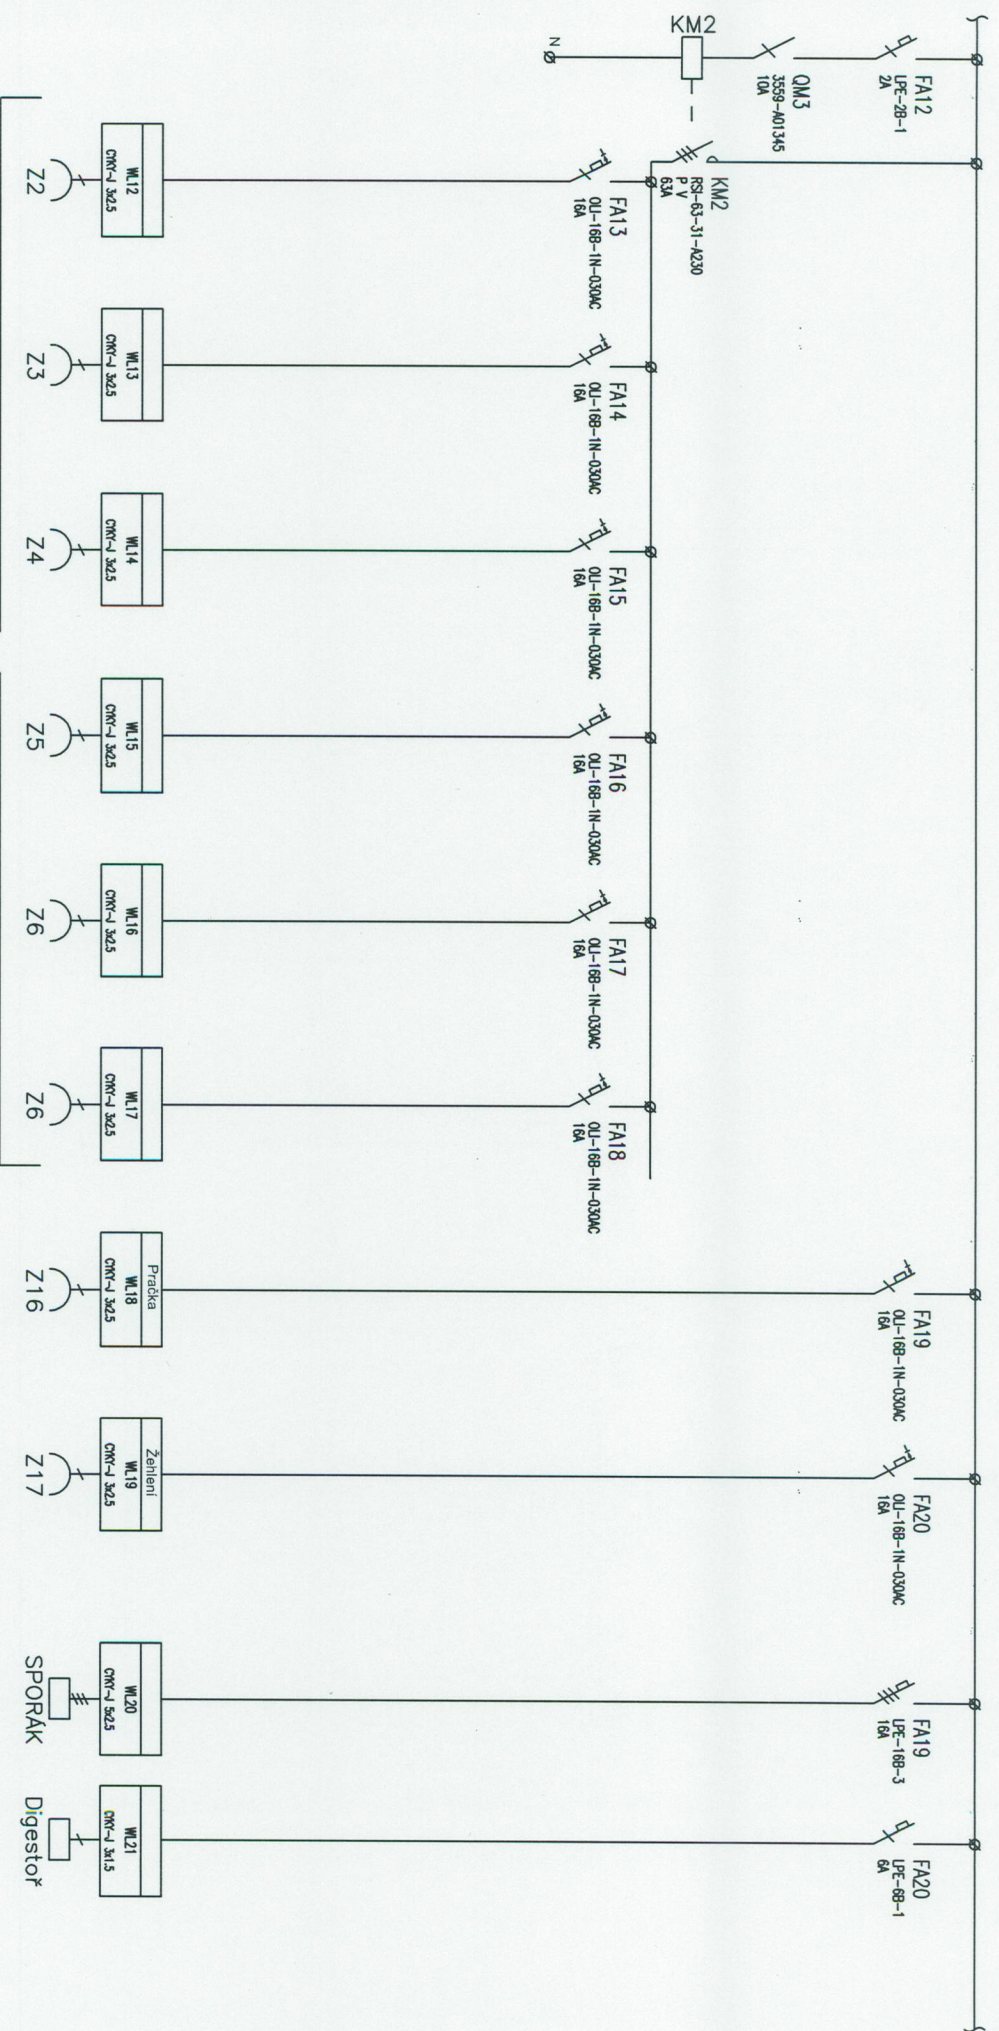 FA12
LPE-2B-1
2A
QM3
3559-A01345
10A
KM2
N
KM2
RSI-63-31-A230
P V
63A
FA13
OLI-16B-1N-030AC
16A
WL12
CYKY-J 3x2.5
Z2
FA14
OLI-16B-1N-030AC
16A
WL13
CYKY-J 3x2.5
Z3
FA15
OLI-16B-1N-030AC
16A
WL14
CYKY-J 3x2.5
Z4
FA16
OLI-16B-1N-030AC
16A
WL15
CYKY-J 3x2.5
Z5
FA17
OLI-16B-1N-030AC
16A
WL16
CYKY-J 3x2.5
Z6
FA18
OLI-16B-1N-030AC
16A
WL17
CYKY-J 3x2.5
Z6
FA19
OLI-16B-1N-030AC
16A
Pračka
WL18
CYKY-J 3x2.5
Z16
FA20
OLI-16B-1N-030AC
16A
Žehlení
WL19
CYKY-J 3x2.5
Z17
FA19
LPE-16B-3
16A
WL20
CYKY-J 5x2.5
SPORÁK
FA20
LPE-6B-1
6A
WL21
CYKY-J 3x1.5
Digestoř